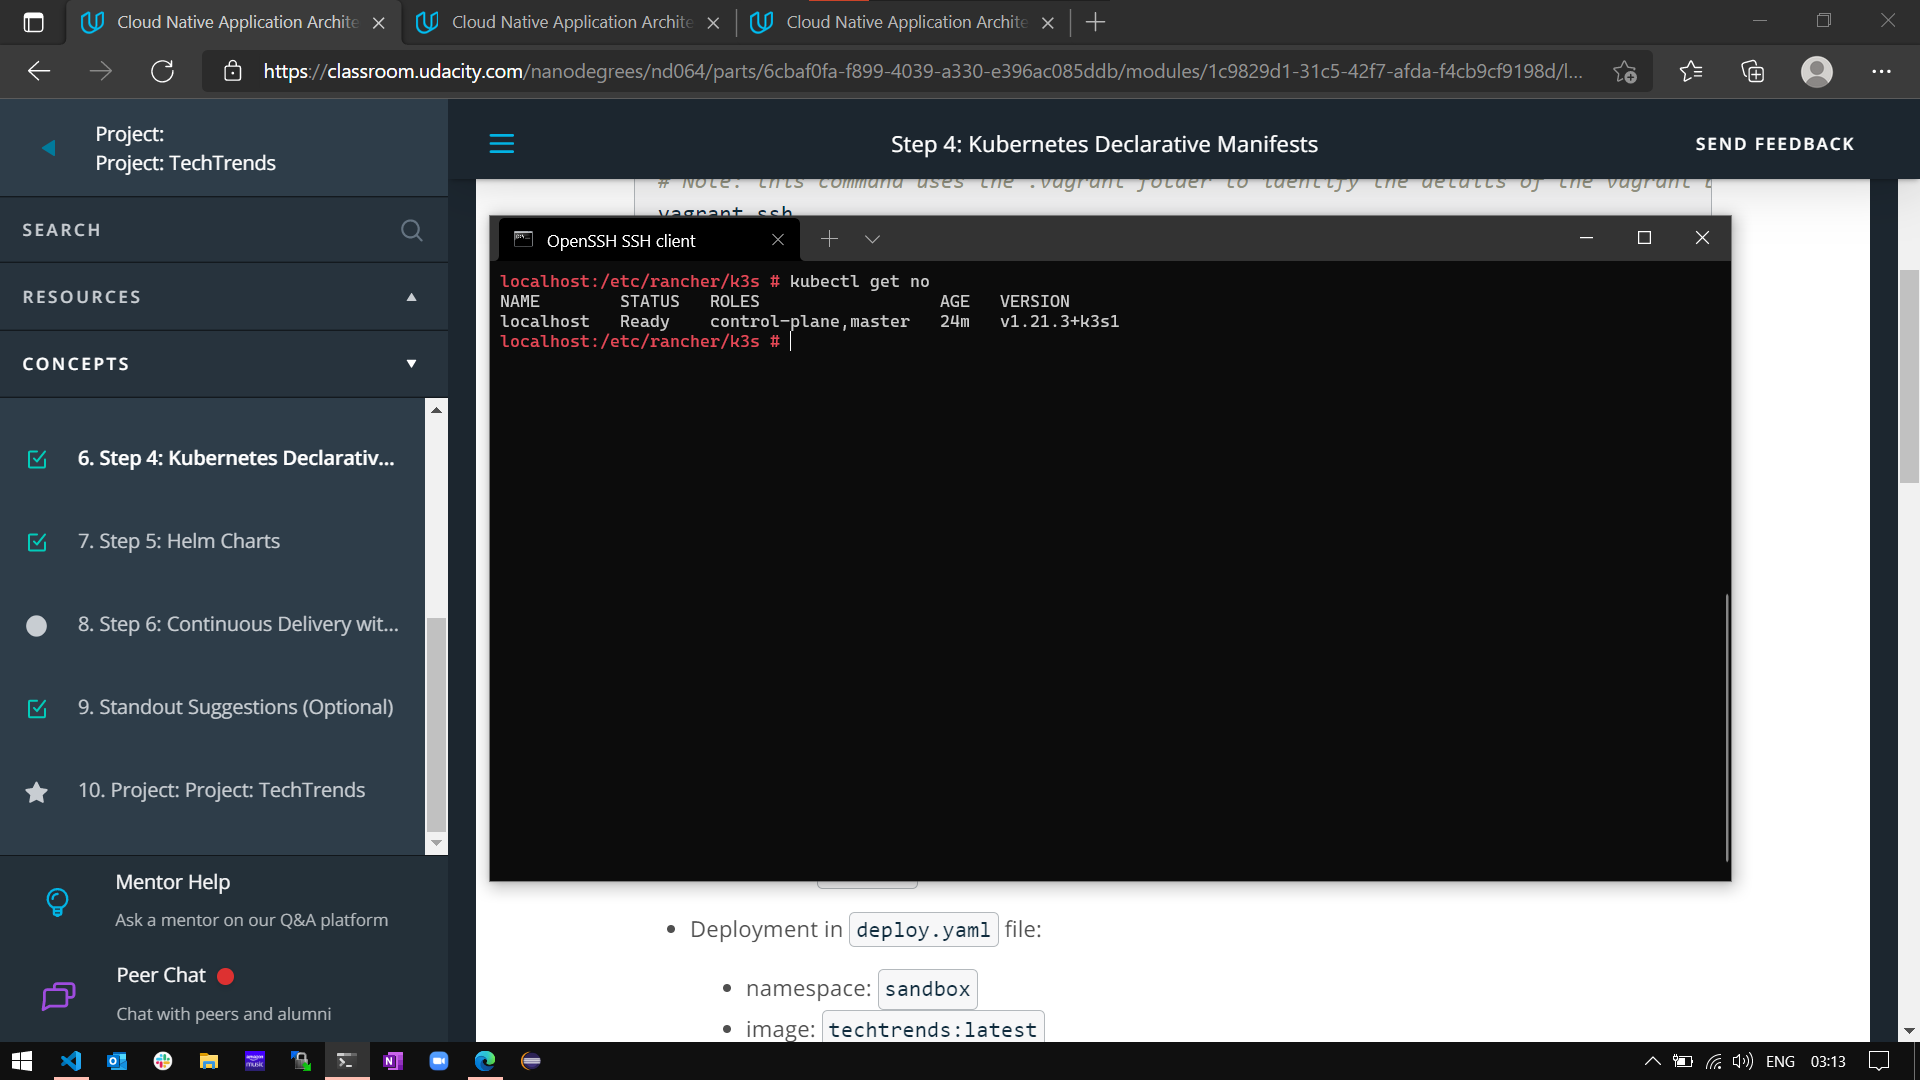 Cloud Native Application Archite
Cloud Native Application Archite
Cloud Native Application Archite
https://classroom.udacity.com/nanodegrees/nd064/parts/6cbaf0fa-f899-4039-a330-e396ac085ddb/modules/1c9829d1-31c5-42f7-afda-f4cb9cf9198d/l...
Project:
Project: TechTrends
Step 4: Kubernetes Declarative Manifests
SEND FEEDBACK
SEARCH
RESOURCES
CONCEPTS
6. Step 4: Kubernetes Declarativ...
7. Step 5: Helm Charts
8. Step 6: Continuous Delivery wit...
9. Standout Suggestions (Optional)
10. Project: Project: TechTrends
Mentor Help
Ask a mentor on our Q&A platform
Peer Chat
Chat with peers and alumni
# Note: this command uses the .vagrant folder to identify the details of the vagrant
vagrant ssh
OpenSSH SSH client
localhost:/etc/rancher/k3s # kubectl get no
NAME STATUS ROLES AGE VERSION
localhost Ready control-plane,master 24m v1.21.3+k3s1
localhost:/etc/rancher/k3s #
Deployment in deploy.yaml file:
namespace: sandbox
image: techtrends:latest
amazon music
ENG
03:13